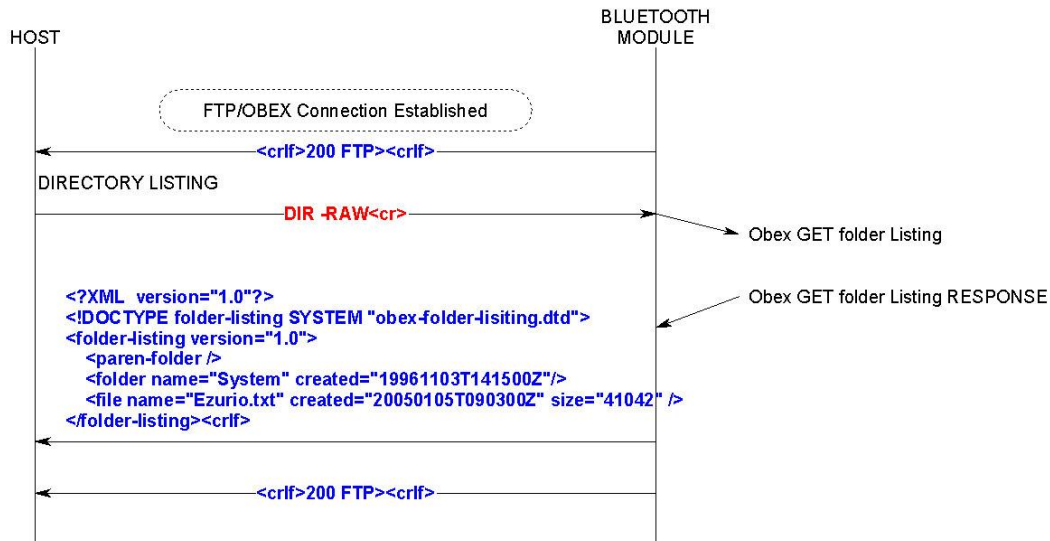 HOST
BLUETOOTH
MODULE
FTP/OBEX Connection Established
<crlf>200 FTP><crlf>
DIRECTORY LISTING
DIR -RAW<cr>
Obex GET folder Listing
Obex GET folder Listing RESPONSE
<?XML  version="1.0"?>
<!DOCTYPE folder-listing SYSTEM "obex-folder-lisiting.dtd">
<folder-listing version="1.0">
<paren-folder />
<folder name="System" created="19961103T141500Z"/>
<file name="Ezurio.txt" created="20050105T090300Z" size="41042" />
</folder-listing><crlf>
<crlf>200 FTP><crlf>